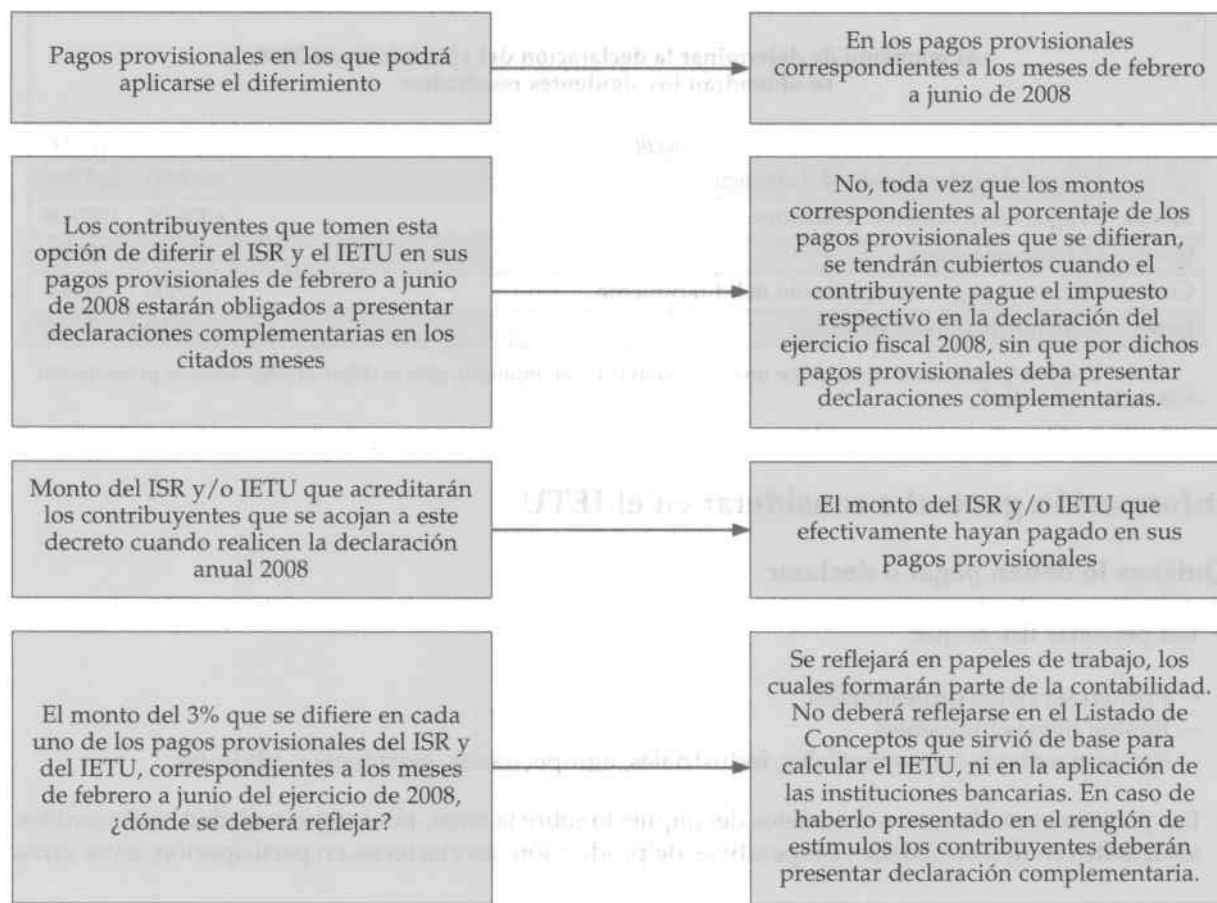 Pagos provisionales en los que podrá
aplicarse el diferimiento
En los pagos provisionales
correspondientes a los meses de febrero
a junio de 2008
Los contribuyentes que tomen esta
opción de diferir el ISR y el IETU en sus
pagos provisionales de febrero a junio
de 2008 estarán obligados a presentar
declaraciones complementarias en los
citados meses
No, toda vez que los montos
correspondientes al porcentaje de los
pagos provisionales que se difieran,
se tendrán cubiertos cuando el
contribuyente pague el impuesto
respectivo en la declaración del
ejercicio fiscal 2008, sin que por dichos
pagos provisionales deba presentar
declaraciones complementarias.
Monto del ISR y/o IETU que acreditarán
los contribuyentes que se acojan a este
decreto cuando realicen la declaración
anual 2008
El monto del ISR y/o IETU que
efectivamente hayan pagado en sus
pagos provisionales
El monto del 3% que se difiere en cada
uno de los pagos provisionales del ISR y
del IETU, correspondientes a los meses
de febrero a junio del ejercicio de 2008,
¿dónde se deberá reflejar?
Se reflejará en papeles de trabajo, los
cuales formarán parte de la contabilidad.
No deberá reflejarse en el Listado de
Conceptos que sirvió de base para
calcular el IETU, ni en la aplicación de
las instituciones bancarias. En caso de
haberlo presentado en el renglón de
estímulos los contribuyentes deberán
presentar declaración complementaria.